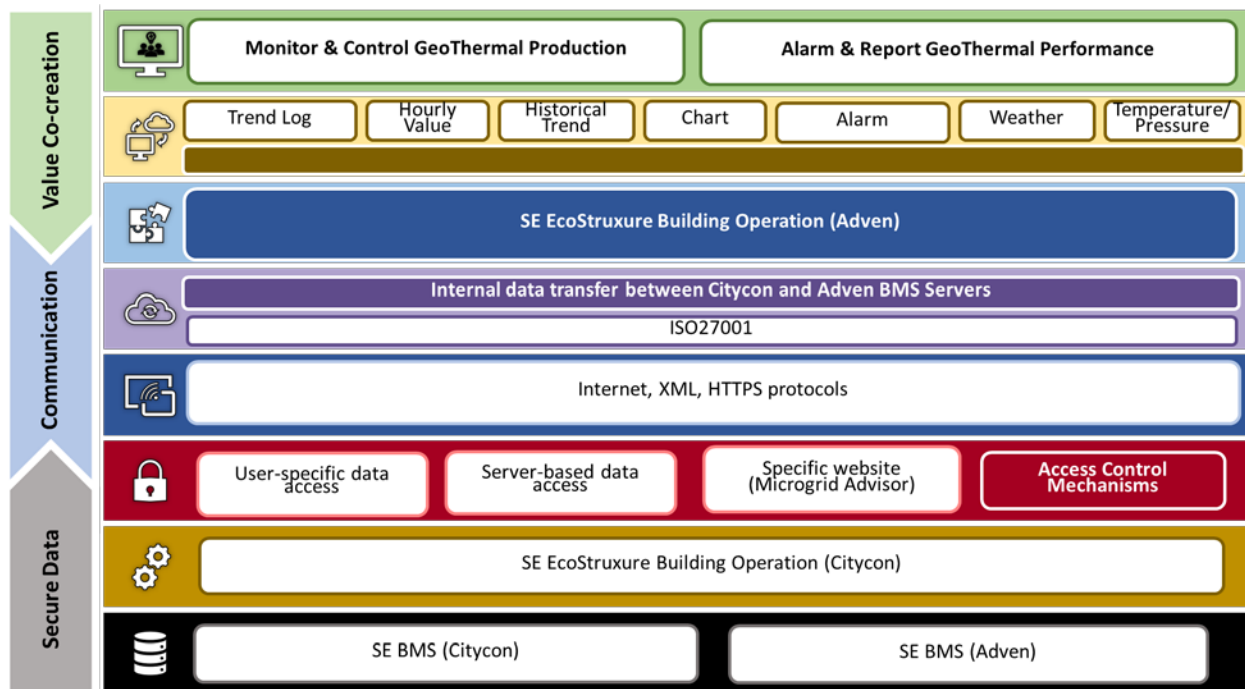 Value Co-creation
Communication
Secure Data
Monitor & Control GeoThermal Production
Alarm & Report GeoThermal Performance
Trend Log
Hourly
Value
Historical
Trend
Chart
Alarm
Weather
Temperature/
Pressure
SE EcoStruxure Building Operation (Adven)
Internal data transfer between Citycon and Adven BMS Servers
ISO27001
Internet, XML, HTTPS protocols
User-specific data
access
Server-based data
access
Specific website
(Microgrid Advisor)
Access Control
Mechanisms
SE EcoStruxure Building Operation (Citycon)
SE BMS (Citycon)
SE BMS (Adven)